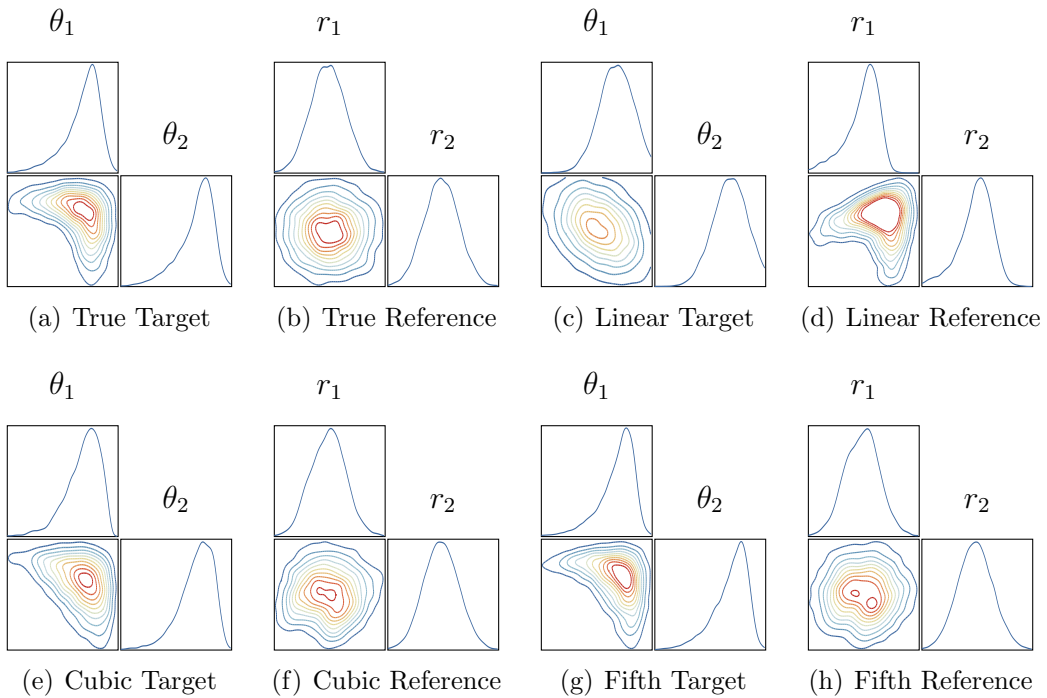 θ₁ r₁ θ₁ r₁
θ₂ r₂ θ₂ r₂
(a) True Target (b) True Reference (c) Linear Target (d) Linear Reference
θ₁ r₁ θ₁ r₁
θ₂ r₂ θ₂ r₂
(e) Cubic Target (f) Cubic Reference (g) Fifth Target (h) Fifth Reference